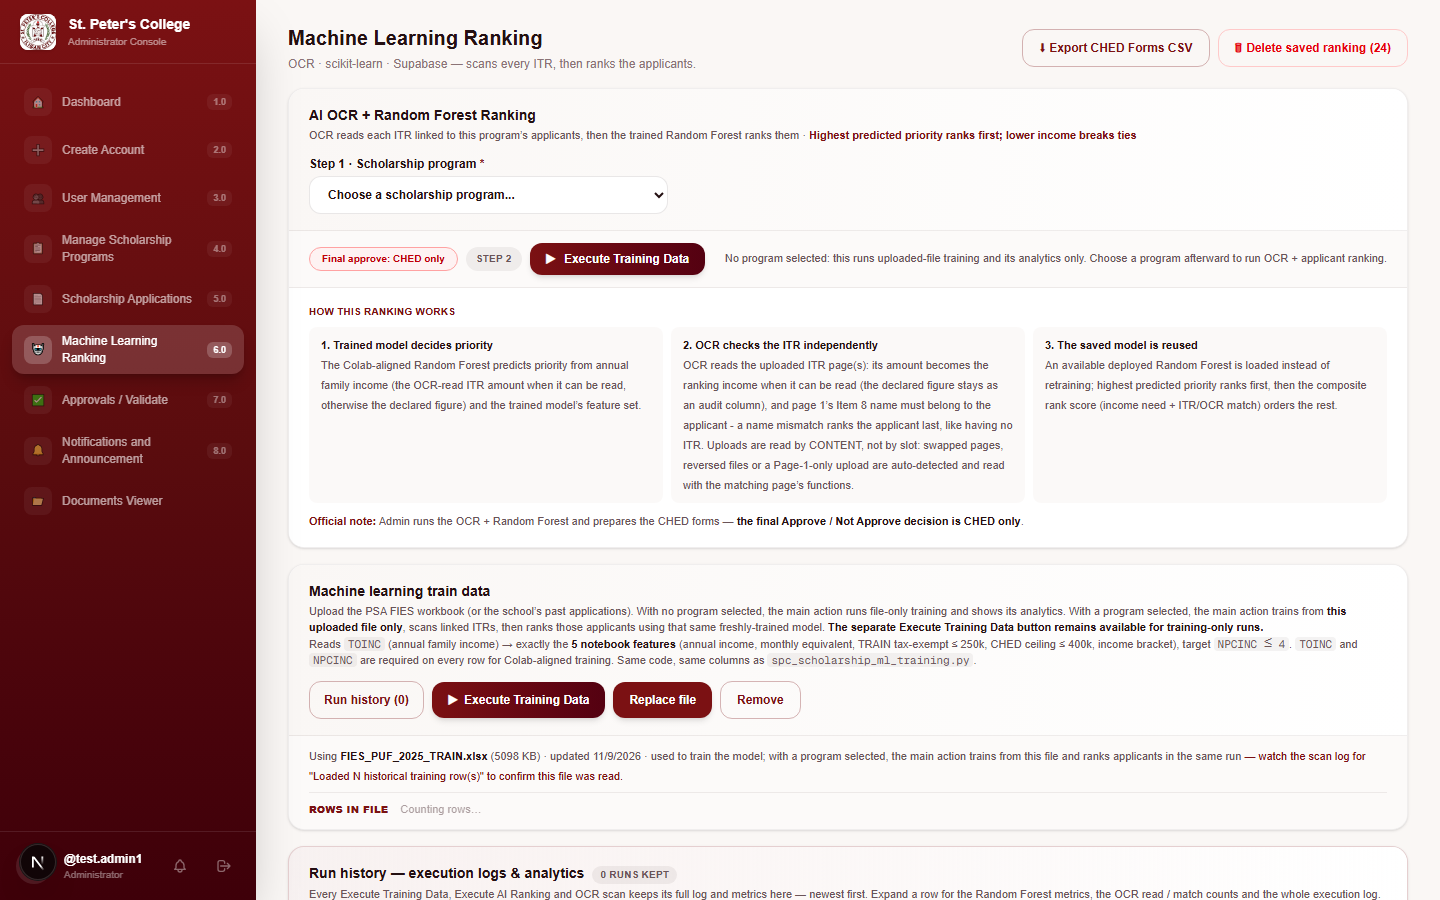 St. Peter's College
Administrator Console
Dashboard 1.0
Create Account 2.0
User Management 3.0
Manage Scholarship
Programs 4.0
Scholarship Applications 5.0
Machine Learning
Ranking 6.0
Approvals / Validate 7.0
Notifications and
Announcement 8.0
Documents Viewer
N @test.admin1
Administrator
Machine Learning Ranking
OCR · scikit-learn · Supabase — scans every ITR, then ranks the applicants.
⬇ Export CHED Forms CSV
Delete saved ranking (24)
AI OCR + Random Forest Ranking
OCR reads each ITR linked to this program's applicants, then the trained Random Forest ranks them · Highest predicted priority ranks first; lower income breaks ties
Step 1 · Scholarship program *
Choose a scholarship program...
Final approve: CHED only
STEP 2
▶ Execute Training Data
No program selected: this runs uploaded-file training and its analytics only. Choose a program afterward to run OCR + applicant ranking.
HOW THIS RANKING WORKS
1. Trained model decides priority
The Colab-aligned Random Forest predicts priority from annual
family income (the OCR-read ITR amount when it can be read,
otherwise the declared figure) and the trained model's feature set.
2. OCR checks the ITR independently
OCR reads the uploaded ITR page(s): its amount becomes the
ranking income when it can be read (the declared figure stays as
an audit column), and page 1's Item 8 name must belong to the
applicant - a name mismatch ranks the applicant last, like having no
ITR. Uploads are read by CONTENT, not by slot: swapped pages,
reversed files or a Page-1-only upload are auto-detected and read
with the matching page's functions.
3. The saved model is reused
An available deployed Random Forest is loaded instead of
retraining; highest predicted priority ranks first, then the composite
rank score (income need + ITR/OCR match) orders the rest.
Official note: Admin runs the OCR + Random Forest and prepares the CHED forms — the final Approve / Not Approve decision is CHED only.
Machine learning train data
Upload the PSA FIES workbook (or the school's past applications). With no program selected, the main action runs file-only training and shows its analytics. With a program selected, the main action trains from this
uploaded file only, scans linked ITRs, then ranks those applicants using that same freshly-trained model. The separate Execute Training Data button remains available for training-only runs.
Reads TOINC (annual family income) → exactly the 5 notebook features (annual income, monthly equivalent, TRAIN tax-exempt ≤ 250k, CHED ceiling ≤ 400k, income bracket), target NPCINC ≤ 4. TOINC and
NPCINC are required on every row for Colab-aligned training. Same code, same columns as spc_scholarship_ml_training.py.
Run history (0)
▶ Execute Training Data
Replace file
Remove
Using FIES_PUF_2025_TRAIN.xlsx (5098 KB) · updated 11/9/2026 · used to train the model; with a program selected, the main action trains from this file and ranks applicants in the same run — watch the scan log for
"Loaded N historical training row(s)" to confirm this file was read.
ROWS IN FILE Counting rows...
Run history — execution logs & analytics 0 RUNS KEPT
Every Execute Training Data, Execute AI Ranking and OCR scan keeps its full log and metrics here — newest first. Expand a row for the Random Forest metrics, the OCR read / match counts and the whole execution log.